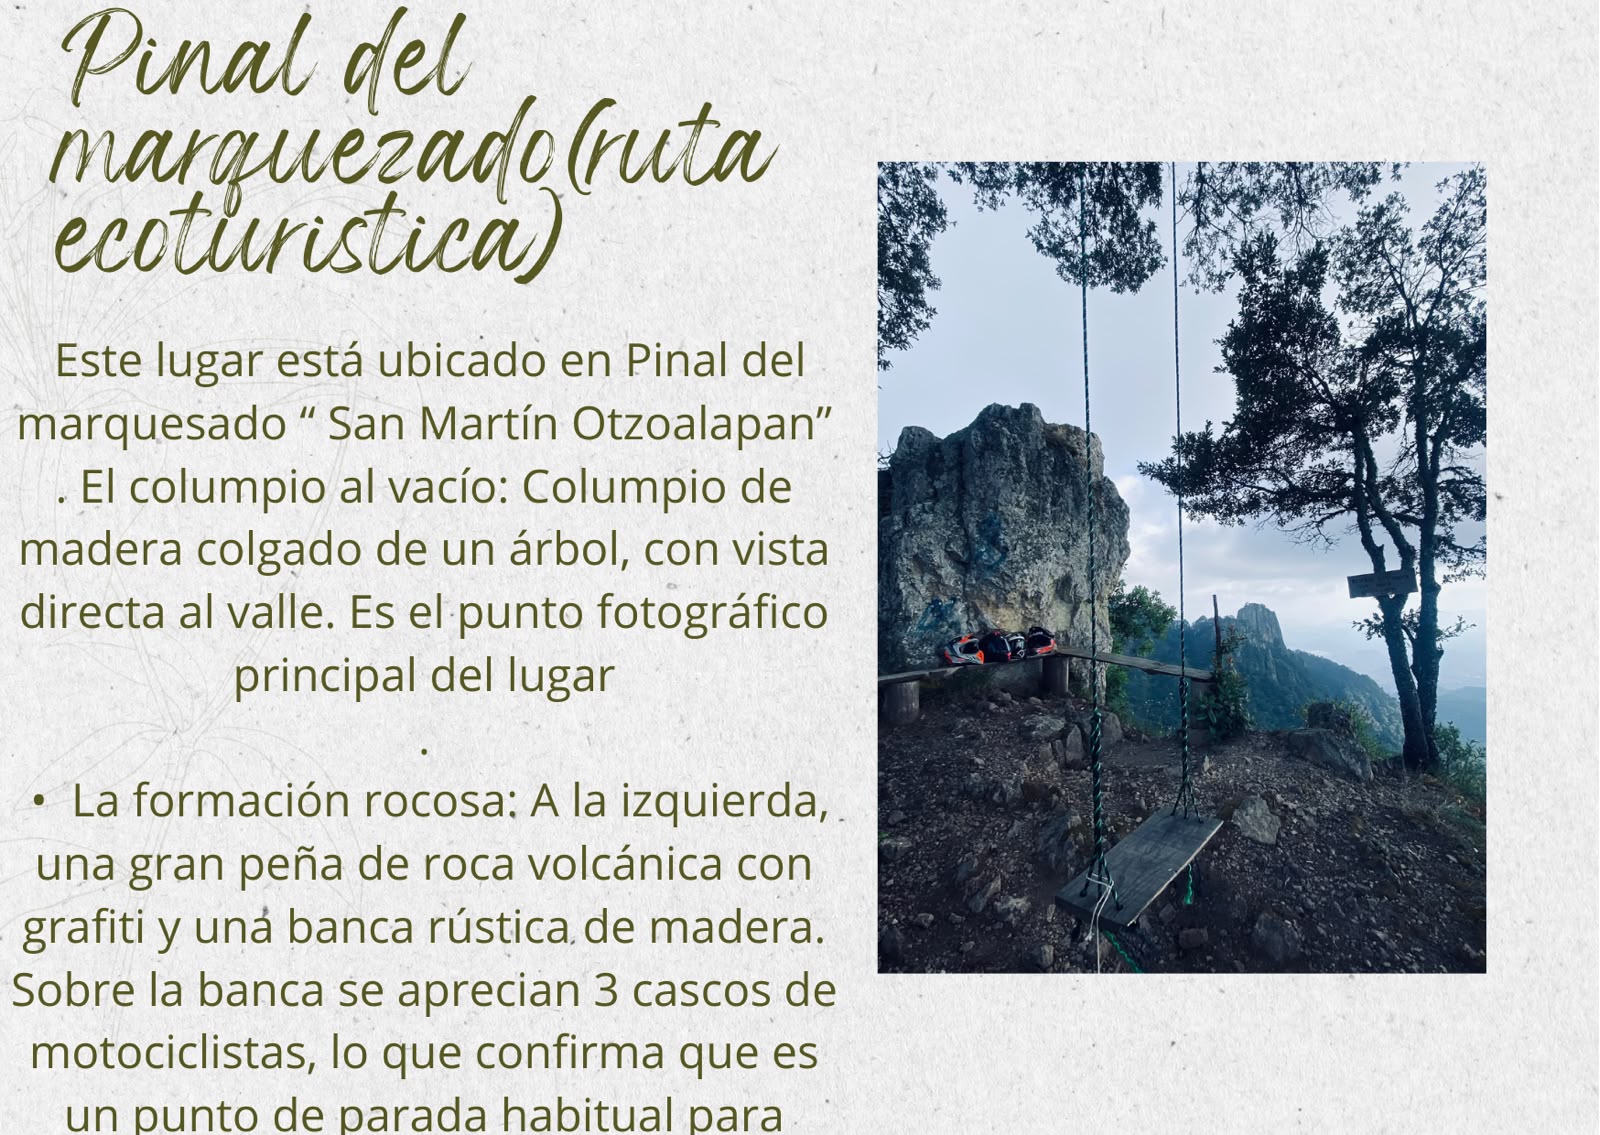 Pinal del
marquezado(ruta
ecoturistica)
Este lugar está ubicado en Pinal del
marquesado “ San Martín Otzoalapan”
. El columpio al vacío: Columpio de
madera colgado de un árbol, con vista
directa al valle. Es el punto fotográfico
principal del lugar
.
• La formación rocosa: A la izquierda,
una gran peña de roca volcánica con
grafiti y una banca rústica de madera.
Sobre la banca se aprecian 3 cascos de
motociclistas, lo que confirma que es
un punto de parada habitual para